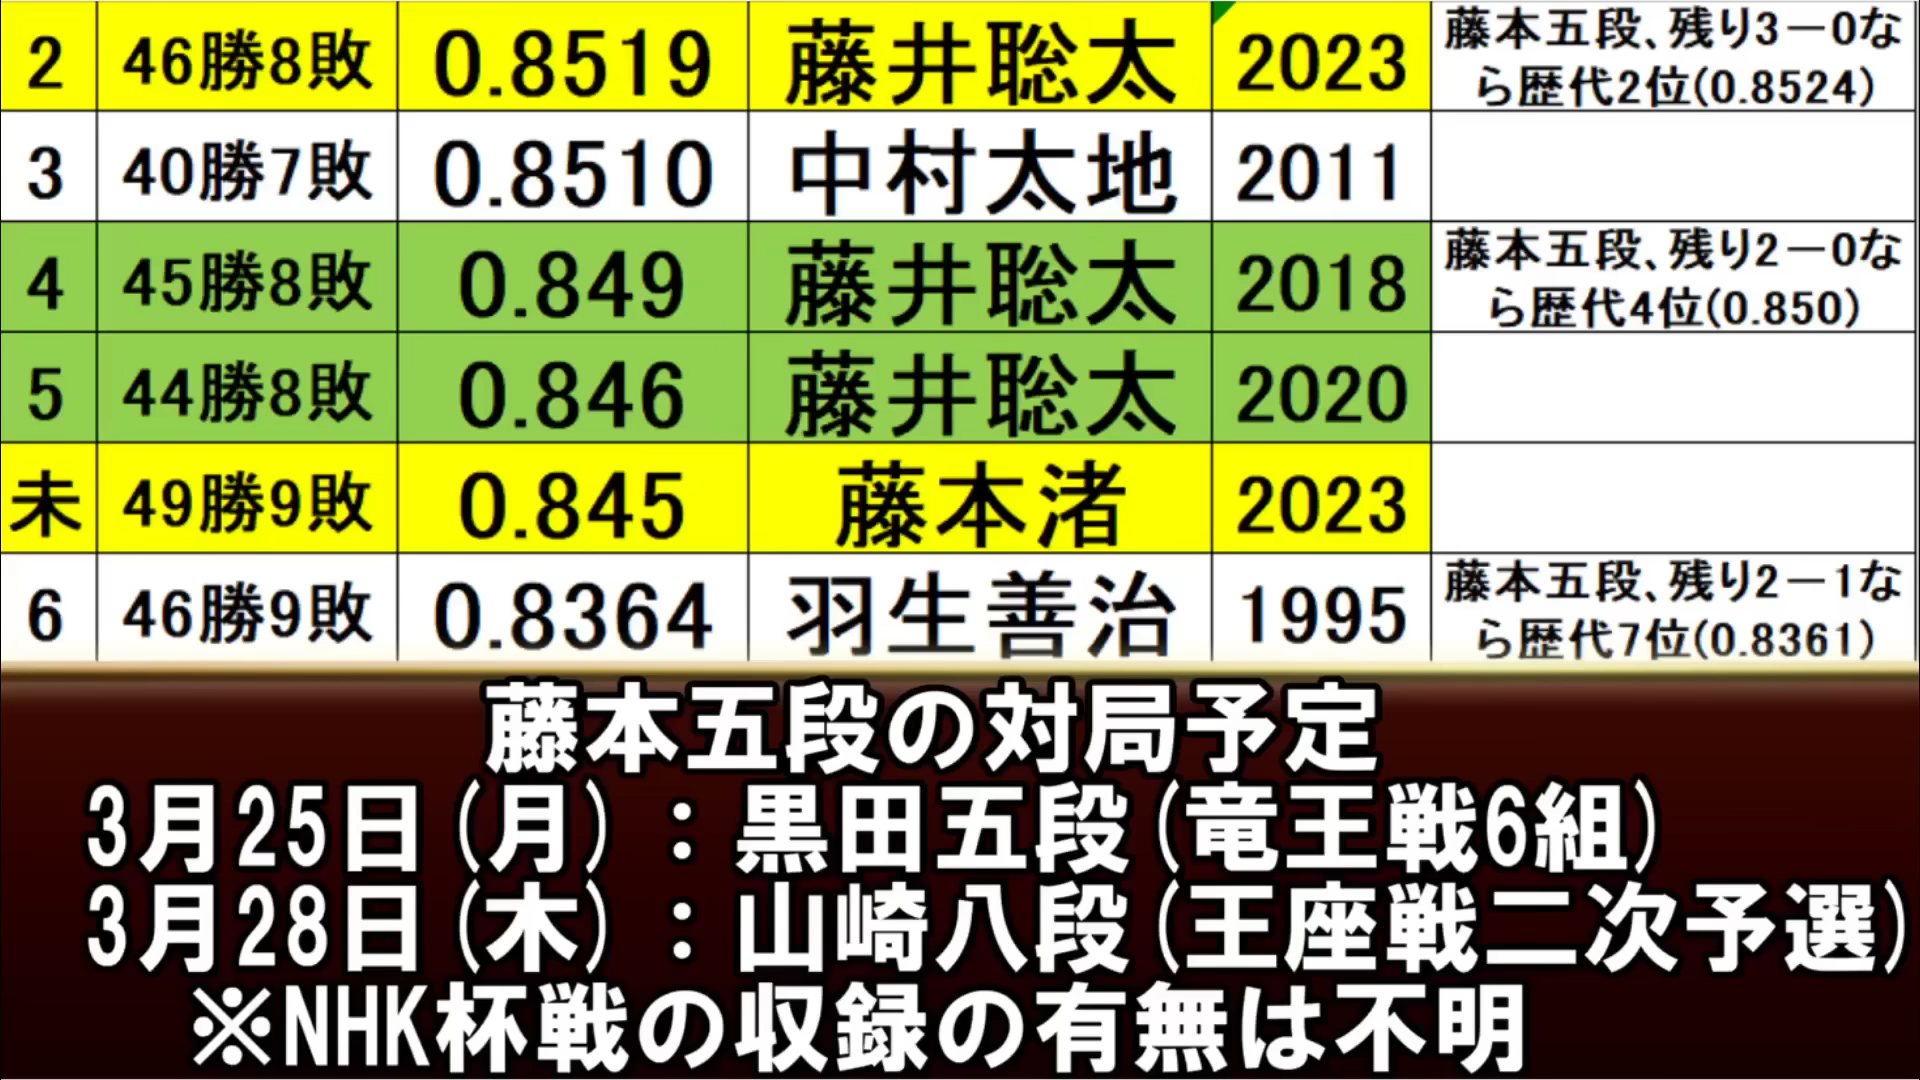 2 46勝8敗 0.8519 藤井聡太 2023 藤本五段、残り3－0な
ら歴代2位(0.8524)
3 40勝7敗 0.8510 中村太地 2011
4 45勝8敗 0.849 藤井聡太 2018 藤本五段、残り2－0な
ら歴代4位(0.850)
5 44勝8敗 0.846 藤井聡太 2020
未 49勝9敗 0.845 藤本渚 2023
6 46勝9敗 0.8364 羽生善治 1995 藤本五段、残り2－1な
ら歴代7位(0.8361)
藤本五段の対局予定
3月25日(月)：黒田五段(竜王戦6組)
3月28日(木)：山崎八段(王座戦二次予選)
※NHK杯戦の収録の有無は不明